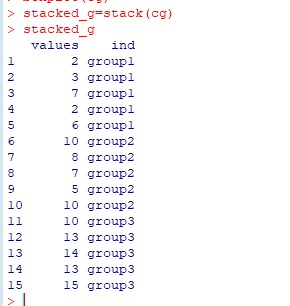 > stacked_g=stack(cg)
> stacked_g
values ind
1 2 group1
2 3 group1
3 7 group1
4 2 group1
5 6 group1
6 10 group2
7 8 group2
8 7 group2
9 5 group2
10 10 group2
11 10 group3
12 13 group3
13 14 group3
14 13 group3
15 15 group3
>